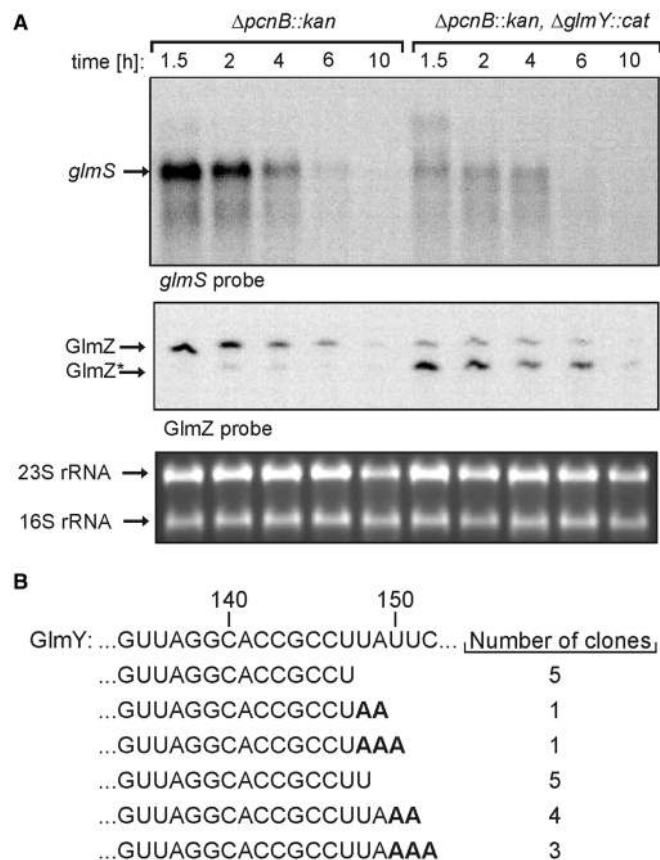 A
ΔpcnB::kan
ΔpcnB::kan, ΔglmY::cat
time [h]: 1.5 2 4 6 10 1.5 2 4 6 10
glmS
glmS probe
GlmZ
GlmZ*
GlmZ probe
23S rRNA
16S rRNA
B
140 150
GlmY: ...GUUAGGCACCGCCUUAUUC... Number of clones
...GUUAGGCACCGCCU 5
...GUUAGGCACCGCCUAA 1
...GUUAGGCACCGCCUAAA 1
...GUUAGGCACCGCCUU 5
...GUUAGGCACCGCCUUAAA 4
...GUUAGGCACCGCCUUAAAA 3